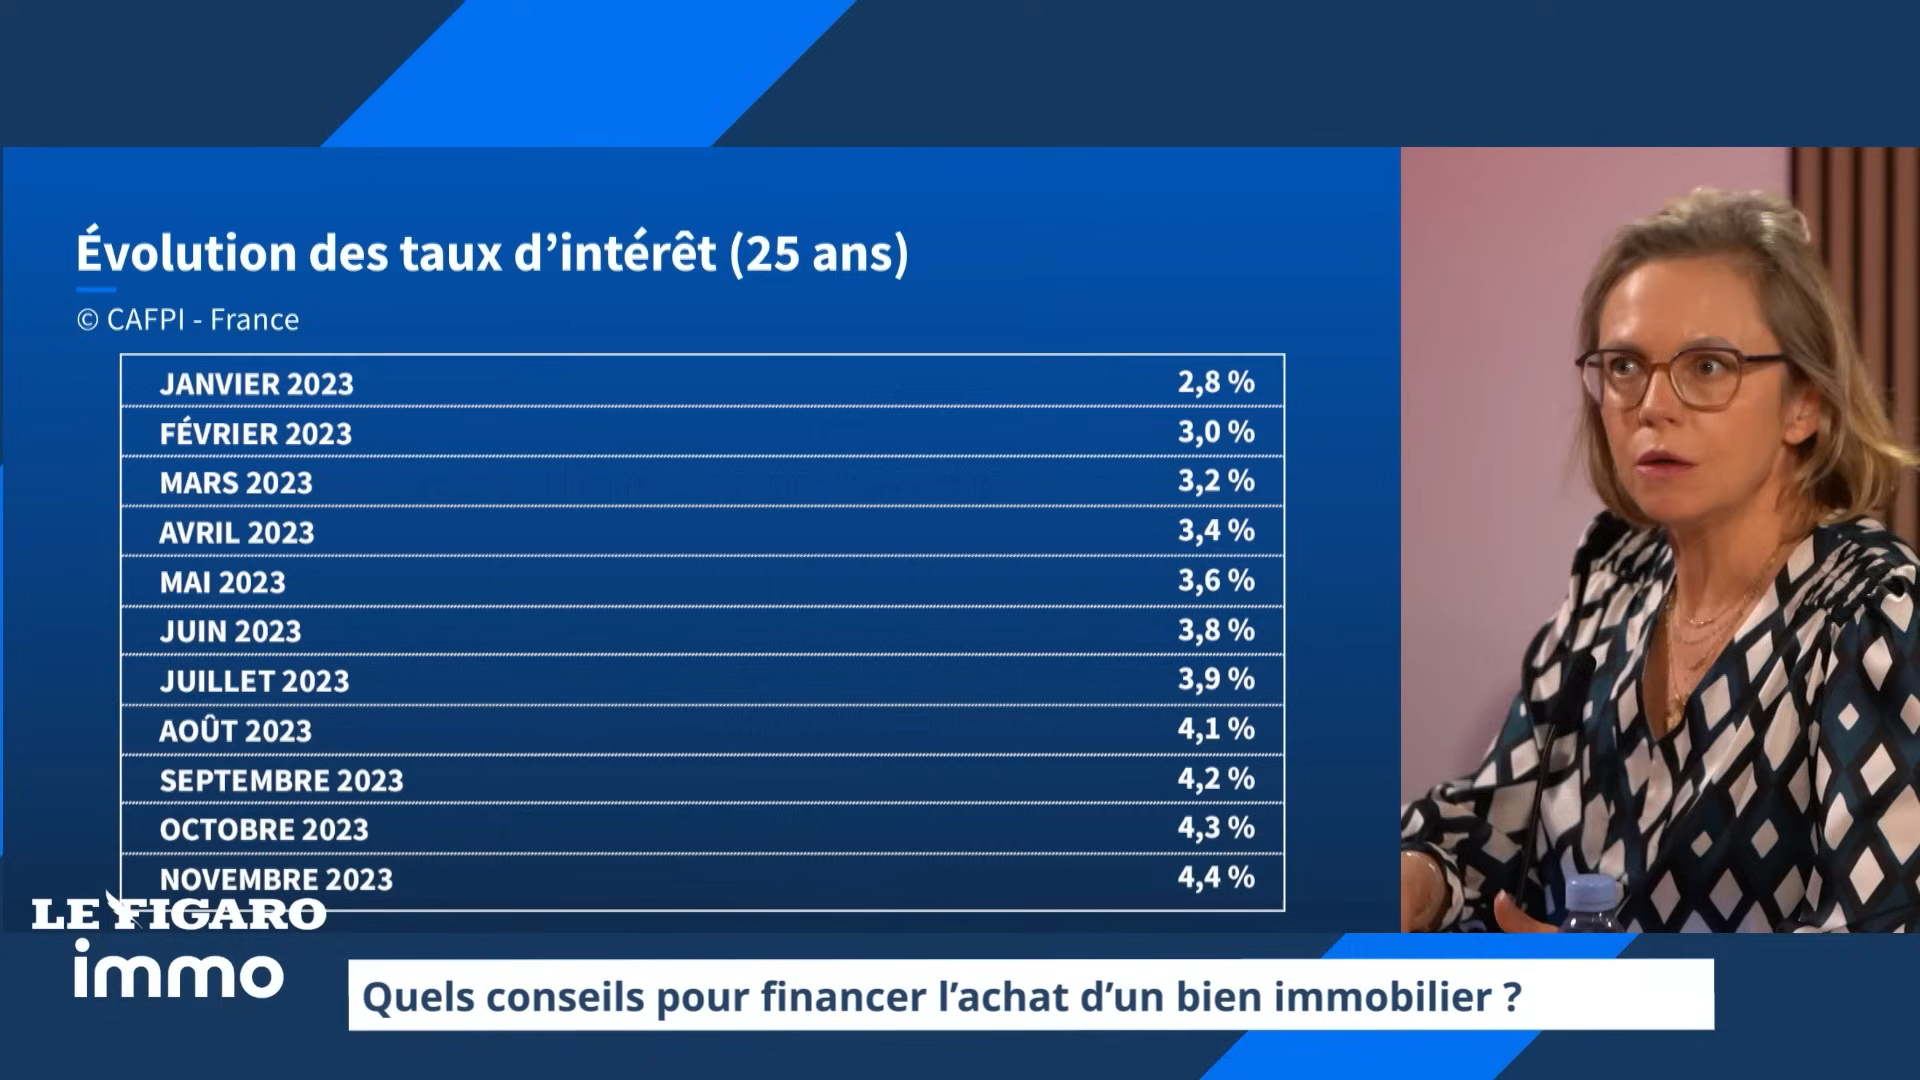 Évolution des taux d’intérêt (25 ans)
© CAFPI - France
JANVIER 2023 2,8 %
FÉVRIER 2023 3,0 %
MARS 2023 3,2 %
AVRIL 2023 3,4 %
MAI 2023 3,6 %
JUIN 2023 3,8 %
JUILLET 2023 3,9 %
AOÛT 2023 4,1 %
SEPTEMBRE 2023 4,2 %
OCTOBRE 2023 4,3 %
NOVEMBRE 2023 4,4 %
LE FIGARO
immo
Quels conseils pour financer l’achat d’un bien immobilier ?